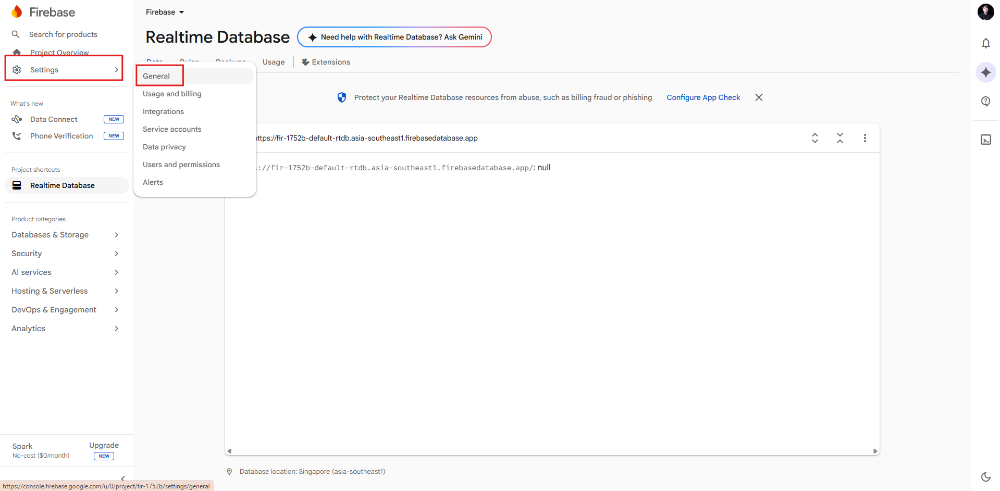 Firebase
Search for products
Project Overview
Settings
What's new
Data Connect NEW
Phone Verification NEW
Project shortcuts
Realtime Database
Product categories
Databases & Storage
Security
AI services
Hosting & Serverless
DevOps & Engagement
Analytics
Spark
No-cost ($0/month)
Upgrade
NEW
https://console.firebase.google.com/u/0/project/fir-1752b/settings/general
Firebase
Realtime Database
Need help with Realtime Database? Ask Gemini
Data Rules Backups Usage Extensions
General
Usage and billing
Integrations
Service accounts
Data privacy
Users and permissions
Alerts
Protect your Realtime Database resources from abuse, such as billing fraud or phishing Configure App Check
https://fir-1752b-default-rtdb.asia-southeast1.firebasedatabase.app
://fir-1752b-default-rtdb.asia-southeast1.firebasedatabase.app/: null
Database location: Singapore (asia-southeast1)